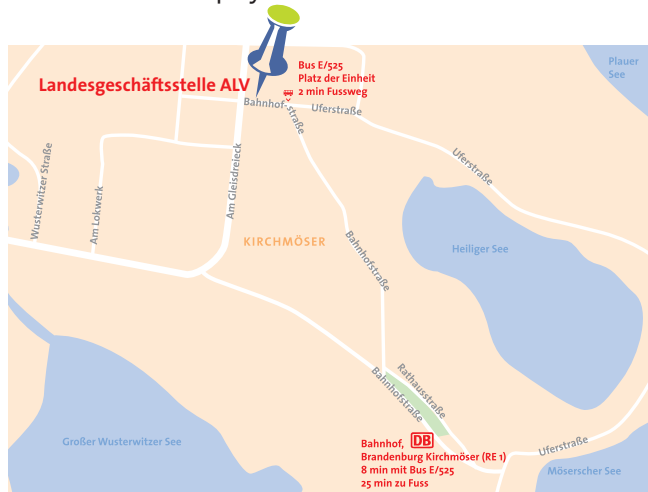 Bus E/525
Platz der Einheit
2 min Fussweg
Plauer
See
Landesgeschäftsstelle ALV
Bahnhof-
straße
Uferstraße
Uferstraße
Wusterwitzer Straße
Am Lokwerk
Am Gleisdreieck
KIRCHMÖSER
Bahnhofstraße
Heiliger See
Rathausstraße
Bahnhofstraße
Großer Wusterwitzer See
Bahnhof, DB
Brandenburg Kirchmöser (RE 1)
8 min mit Bus E/525
25 min zu Fuss
Uferstraße
Möserscher See